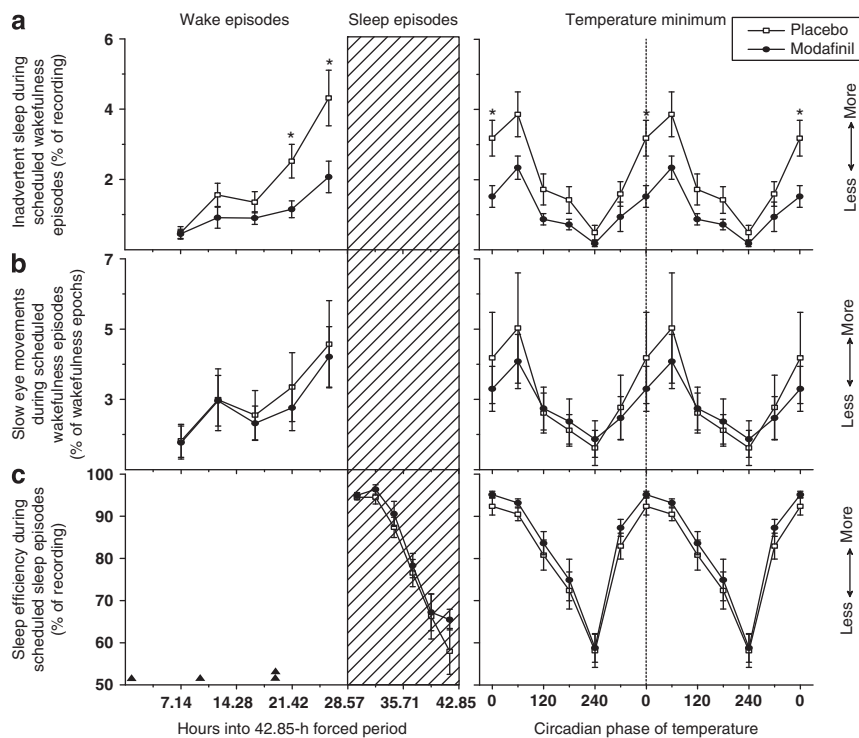 a
Wake episodes
Sleep episodes
Temperature minimum
Placebo
Modafinil
Inadvertent sleep during
scheduled wakefulness
episodes (% of recording)
6
4
2
*
*
*
*
*
More
Less
b
Slow eye movements
during scheduled
wakefulness episodes
(% of wakefulness epochs)
7
5
3
More
Less
c
Sleep efficiency during
scheduled sleep episodes
(% of recording)
100
90
80
70
60
50
More
Less
7.14 14.28 21.42 28.57 35.71 42.85
0 120 240 0 120 240 0
Hours into 42.85-h forced period
Circadian phase of temperature